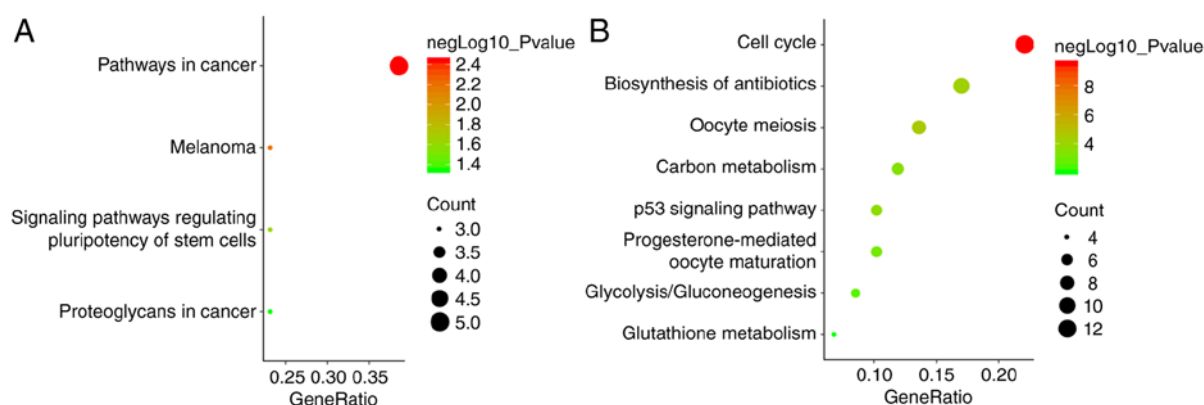 A
Pathways in cancer
Melanoma
Signaling pathways regulating
pluripotency of stem cells
Proteoglycans in cancer
0.25 0.30 0.35
GeneRatio
negLog10_Pvalue
2.4
2.2
2.0
1.8
1.6
1.4
Count
3.0
3.5
4.0
4.5
5.0
B
Cell cycle
Biosynthesis of antibiotics
Oocyte meiosis
Carbon metabolism
p53 signaling pathway
Progesterone-mediated
oocyte maturation
Glycolysis/Gluconeogenesis
Glutathione metabolism
0.10 0.15 0.20
GeneRatio
negLog10_Pvalue
8
6
4
Count
4
6
8
10
12